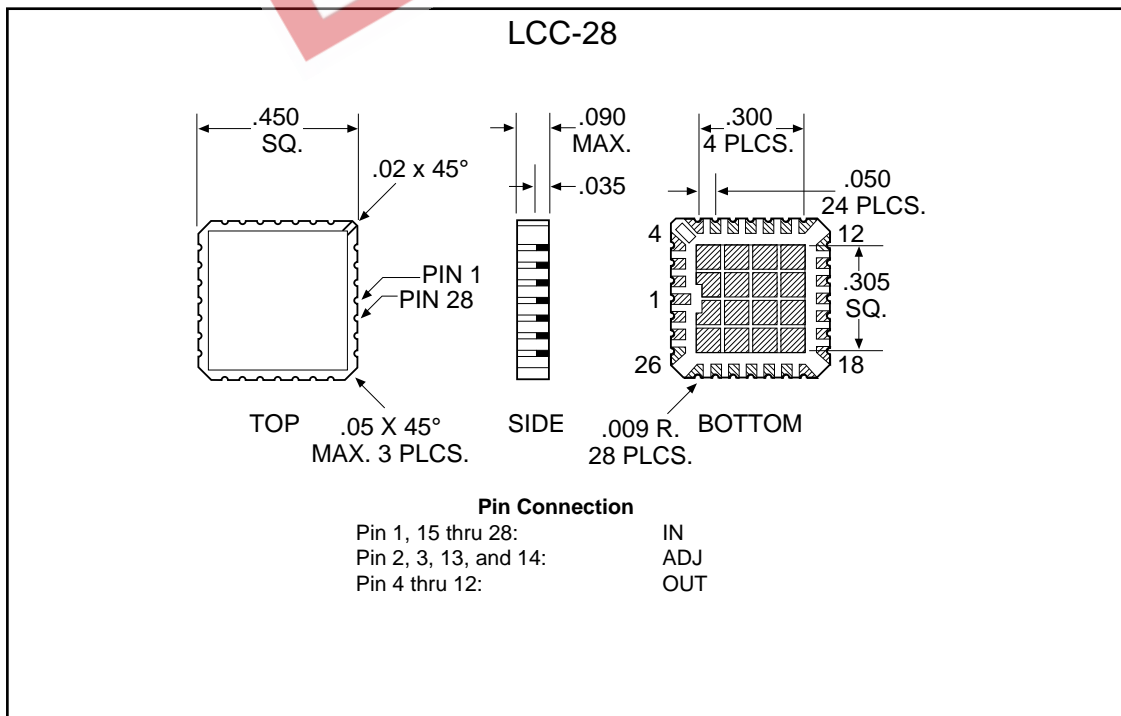 LCC-28
.450
SQ.
.02 x 45°
PIN 1
PIN 28
TOP
.05 X 45°
MAX. 3 PLCS.
.090
MAX.
.035
SIDE
.300
4 PLCS.
.050
24 PLCS.
4
12
1
.305
SQ.
26
18
.009 R.
28 PLCS.
BOTTOM
Pin Connection
Pin 1, 15 thru 28: IN
Pin 2, 3, 13, and 14: ADJ
Pin 4 thru 12: OUT